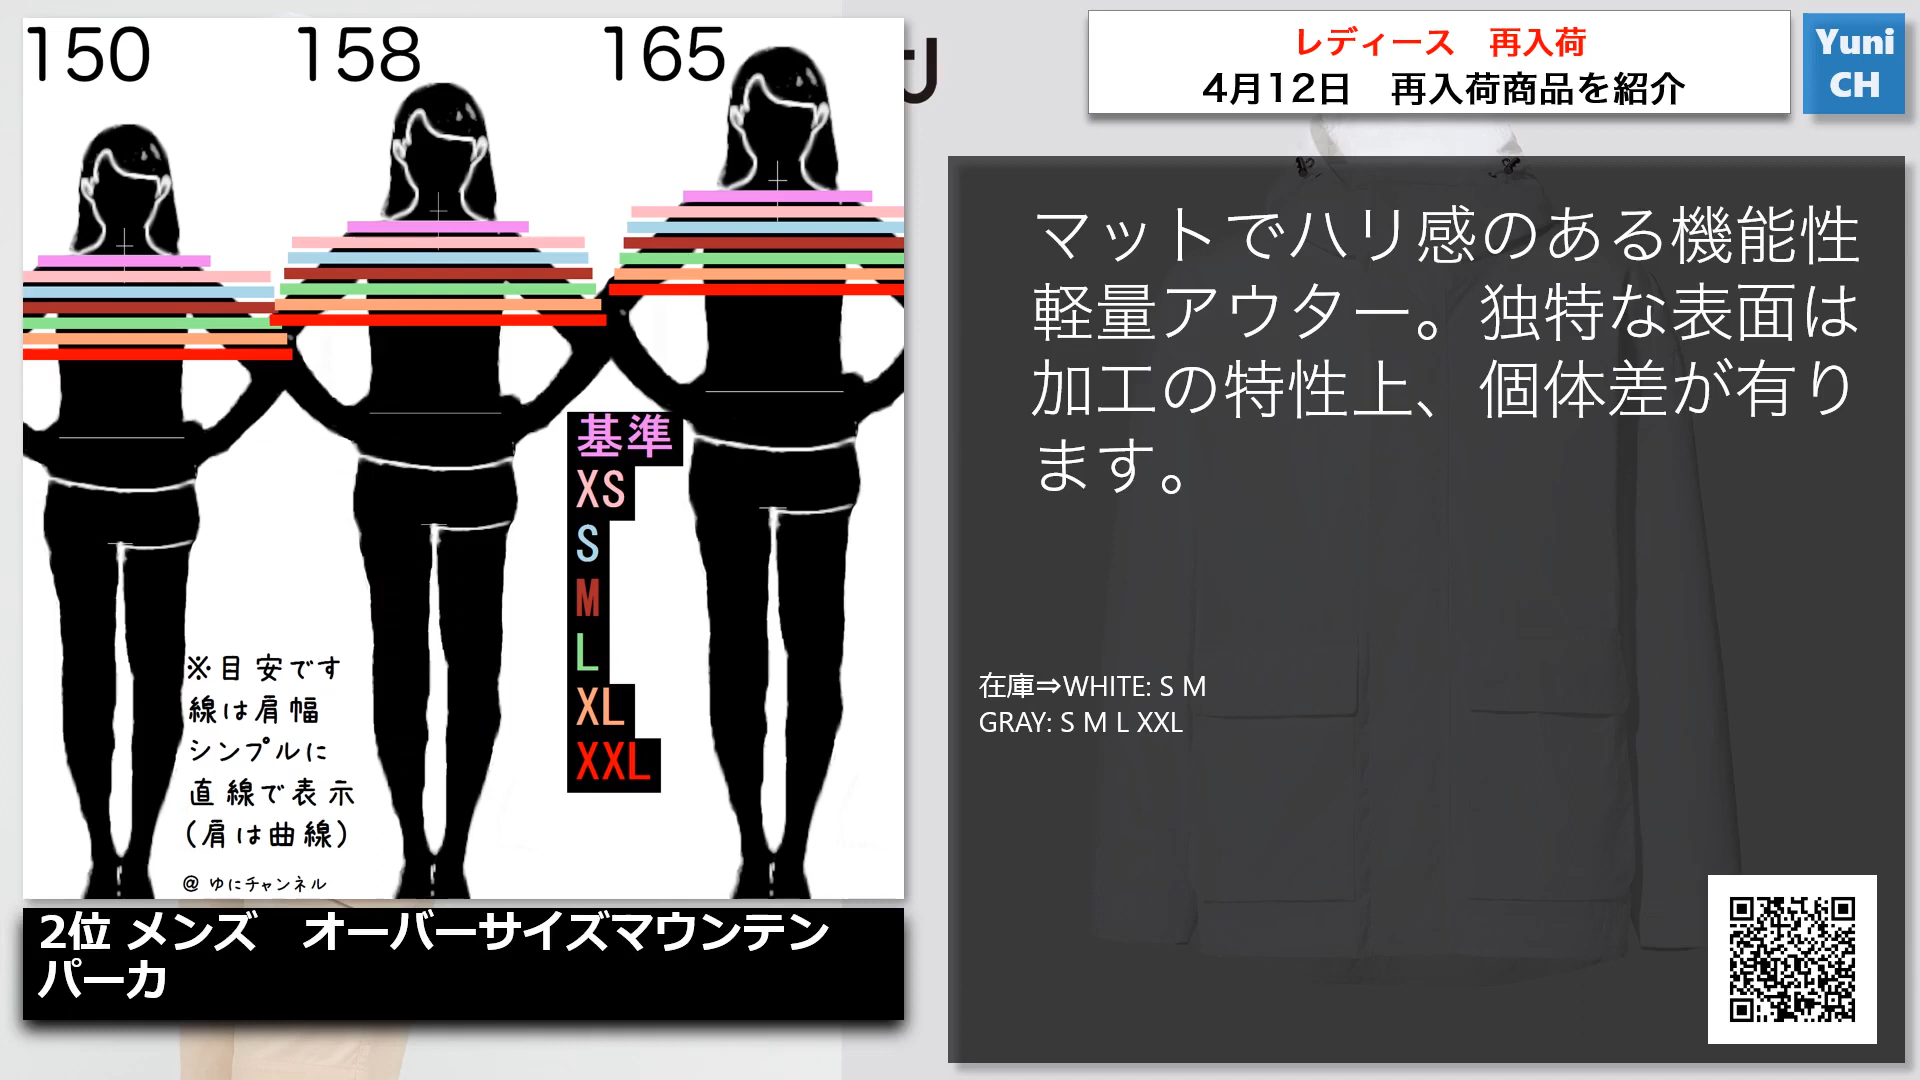 150
158
165
基準
XS
S
M
L
XL
XXL
※目安です
線は肩幅
シンプルに
直線で表示
(肩は曲線)
@ ゆにチャンネル
2位 メンズ　オーバーサイズマウンテン
パーカ
レディース　再入荷
4月12日　再入荷商品を紹介
Yuni
CH
マットでハリ感のある機能性
軽量アウター。独特な表面は
加工の特性上、個体差が有り
ます。
在庫⇒WHITE: S M
GRAY: S M L XXL